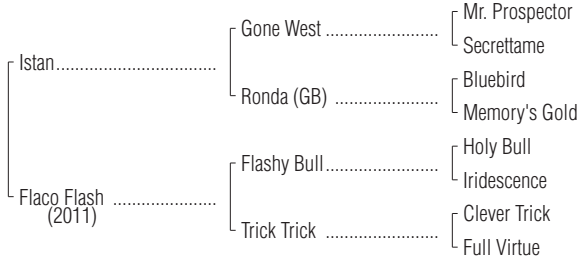 Mr. Prospector
Gone West ........................
Secrettame
Istan..................................
Bluebird
Ronda (GB) ......................
Memory's Gold
Holy Bull
Flashy Bull........................
Iridescence
Flaco Flash ......................
(2011)
Clever Trick
Trick Trick ........................
Full Virtue